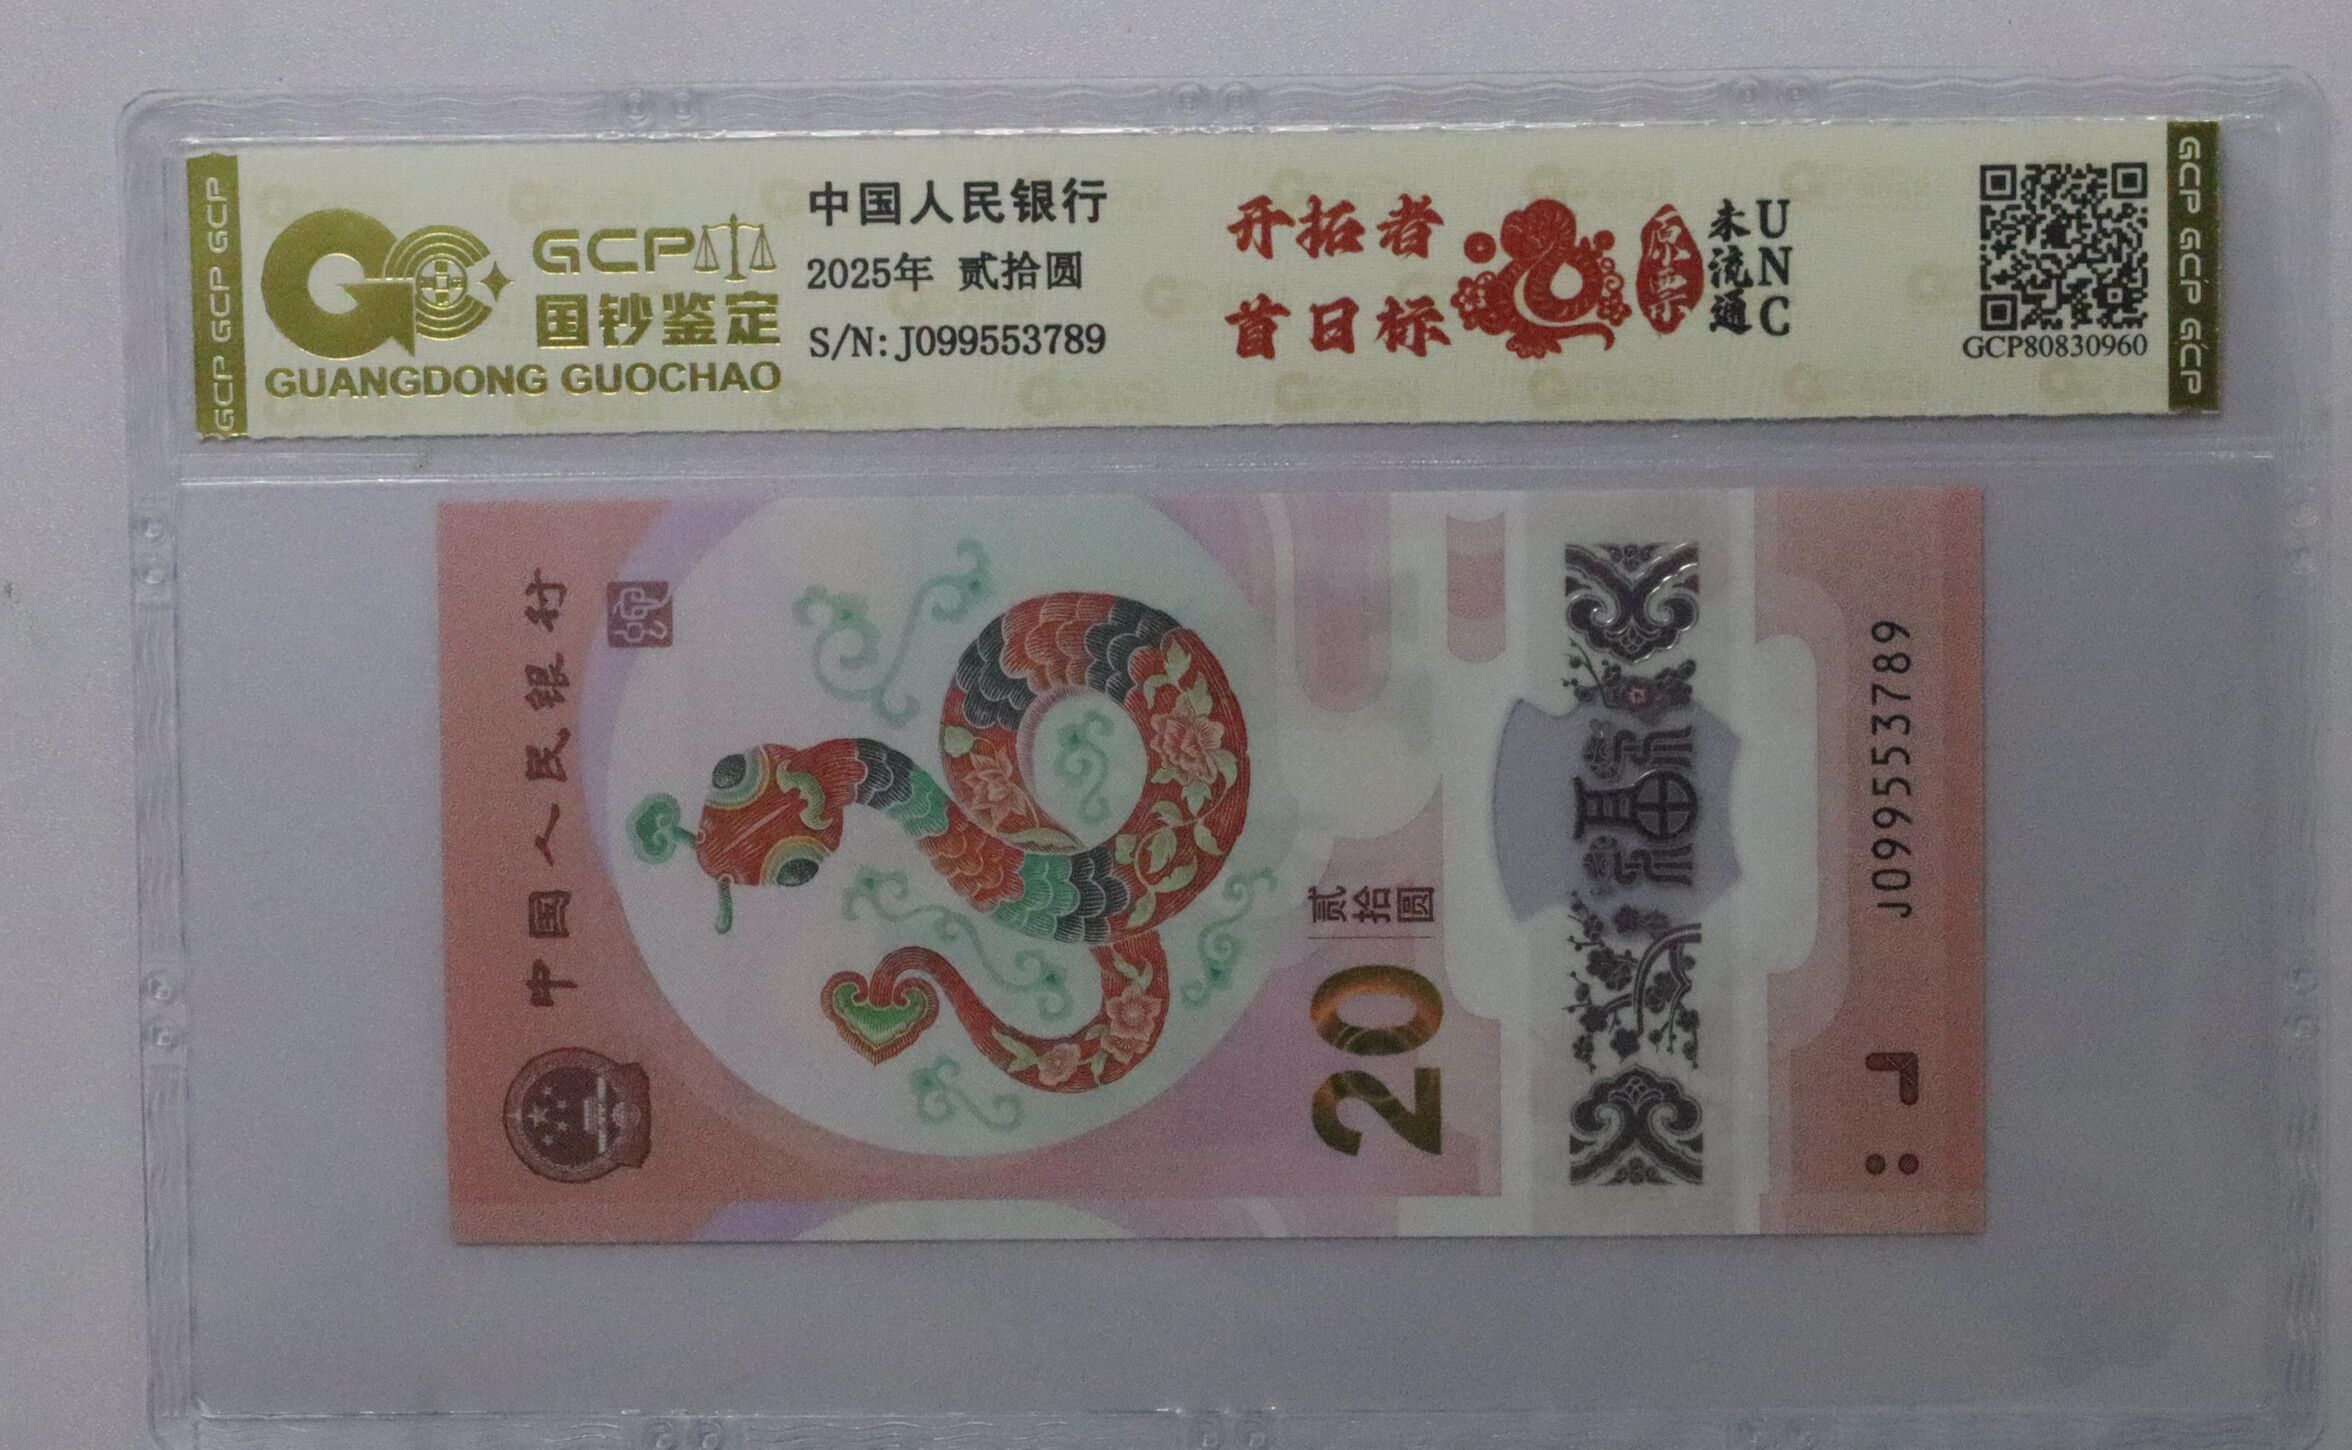 GCP GCP GCP
GCP
国钞鉴定
GUANGDONG GUOCHAO
中国人民银行
2025年 贰拾圆
S/N:J099553789
开拓者
首日标
原票
未流通
UNC
GCP80830960
GCP GCP GCP
中国人民银行
贰拾圆
20
福
J099553789